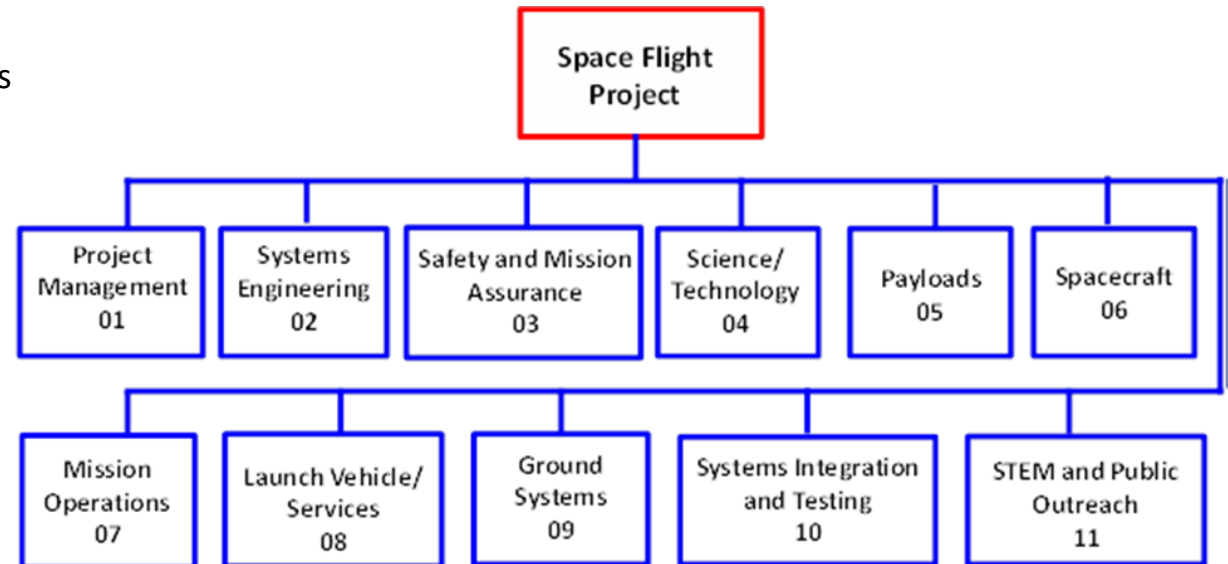 s
Space Flight
Project
Project
Management
01
Systems
Engineering
02
Safety and Mission
Assurance
03
Science/
Technology
04
Payloads
05
Spacecraft
06
Mission
Operations
07
Launch Vehicle/
Services
08
Ground
Systems
09
Systems Integration
and Testing
10
STEM and Public
Outreach
11